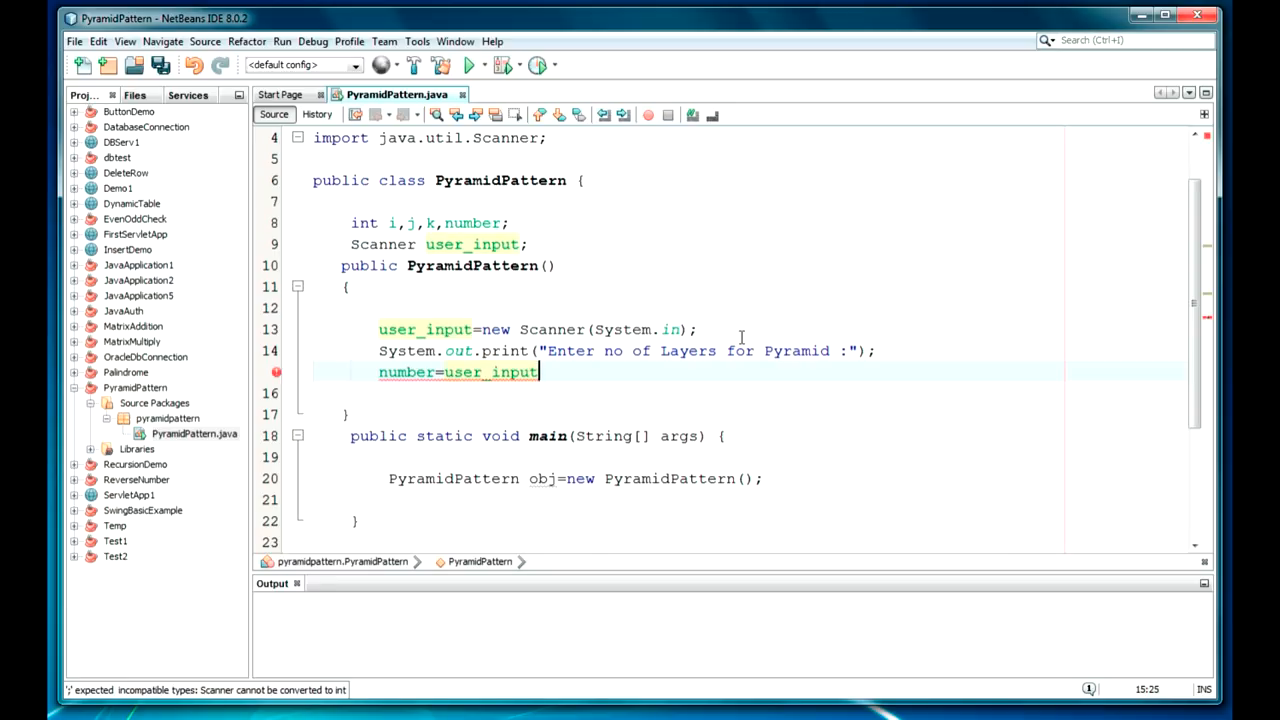 PyramidPattern - NetBeans IDE 8.0.2
File Edit View Navigate Source Refactor Run Debug Profile Team Tools Window Help
Search (Ctrl+I)
<default config>
Proj... Files Services
Start Page PyramidPattern.java
Source History
ButtonDemo
DatabaseConnection
DBServ1
dbtest
DeleteRow
Demo1
DynamicTable
EvenOddCheck
FirstServletApp
InsertDemo
JavaApplication1
JavaApplication2
JavaApplication5
JavaAuth
MatrixAddition
MatrixMultiply
OracleDbConnection
Palindrome
PyramidPattern
Source Packages
pyramidpattern
PyramidPattern.java
Libraries
RecursionDemo
ReverseNumber
ServletApp1
SwingBasicExample
Temp
Test1
Test2
4 import java.util.Scanner;
5
6 public class PyramidPattern {
7
8 int i,j,k,number;
9 Scanner user_input;
10 public PyramidPattern()
11 {
12
13 user_input=new Scanner(System.in);
14 System.out.print("Enter no of Layers for Pyramid :");
number=user_input
16
17 }
18 public static void main(String[] args) {
19
20 PyramidPattern obj=new PyramidPattern();
21
22 }
23
pyramidpattern.PyramidPattern PyramidPattern
Output
';' expected incompatible types: Scanner cannot be converted to int
1 15:25 INS